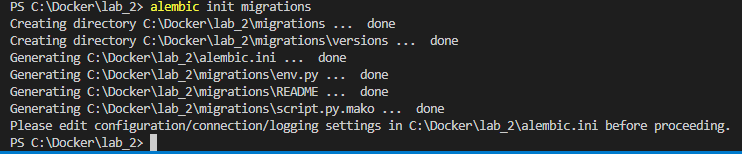 PS C:\Docker\lab_2> alembic init migrations
Creating directory C:\Docker\lab_2\migrations ...  done
Creating directory C:\Docker\lab_2\migrations\versions ...  done
Generating C:\Docker\lab_2\alembic.ini ...  done
Generating C:\Docker\lab_2\migrations\env.py ...  done
Generating C:\Docker\lab_2\migrations\README ...  done
Generating C:\Docker\lab_2\migrations\script.py.mako ...  done
Please edit configuration/connection/logging settings in C:\Docker\lab_2\alembic.ini before proceeding.
PS C:\Docker\lab_2>